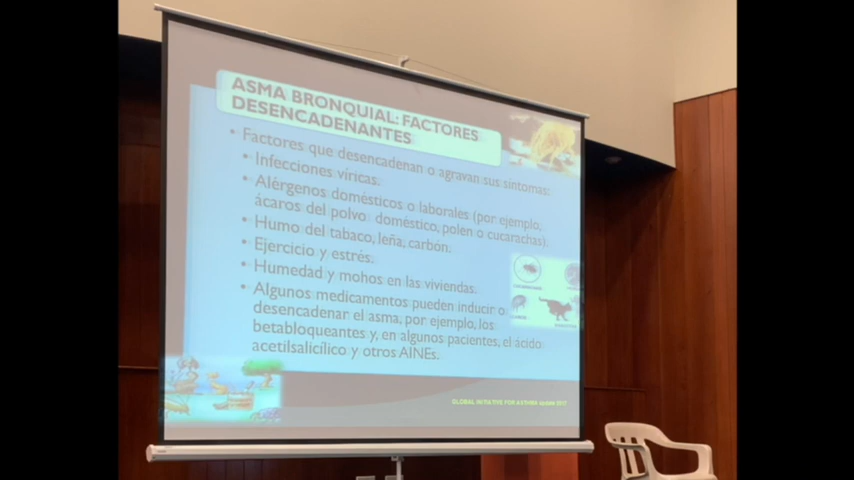 ASMA BRONQUIAL: FACTORES
DESENCADENANTES
• Factores que desencadenan o agravan sus síntomas:
• Infecciones víricas.
• Alérgenos domésticos o laborales (por ejemplo,
ácaros del polvo doméstico, polen o cucarachas).
• Humo del tabaco, leña, carbón.
• Ejercicio y estrés.
• Humedad y mohos en las viviendas.
• Algunos medicamentos pueden inducir o
desencadenar el asma, por ejemplo, los
betabloqueantes y, en algunos pacientes, el ácido
acetilsalicílico y otros AINEs.
GLOBAL INITIATIVE FOR ASTHMA update 2017